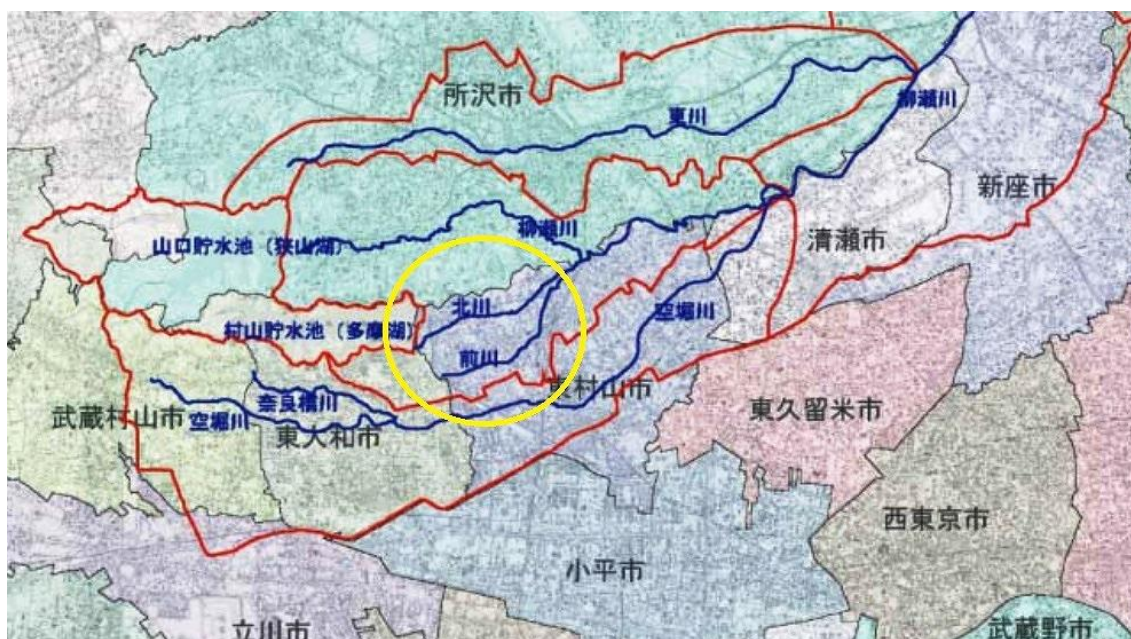 所沢市
東川
柳瀬川
新座市
清瀬市
柳瀬川
山口貯水池（狭山湖）
北川
空堀川
村山貯水池（多摩湖）
前川
東村山市
奈良橋川
空堀川
武蔵村山市
東大和市
東久留米市
西東京市
小平市
立川市
武蔵野市